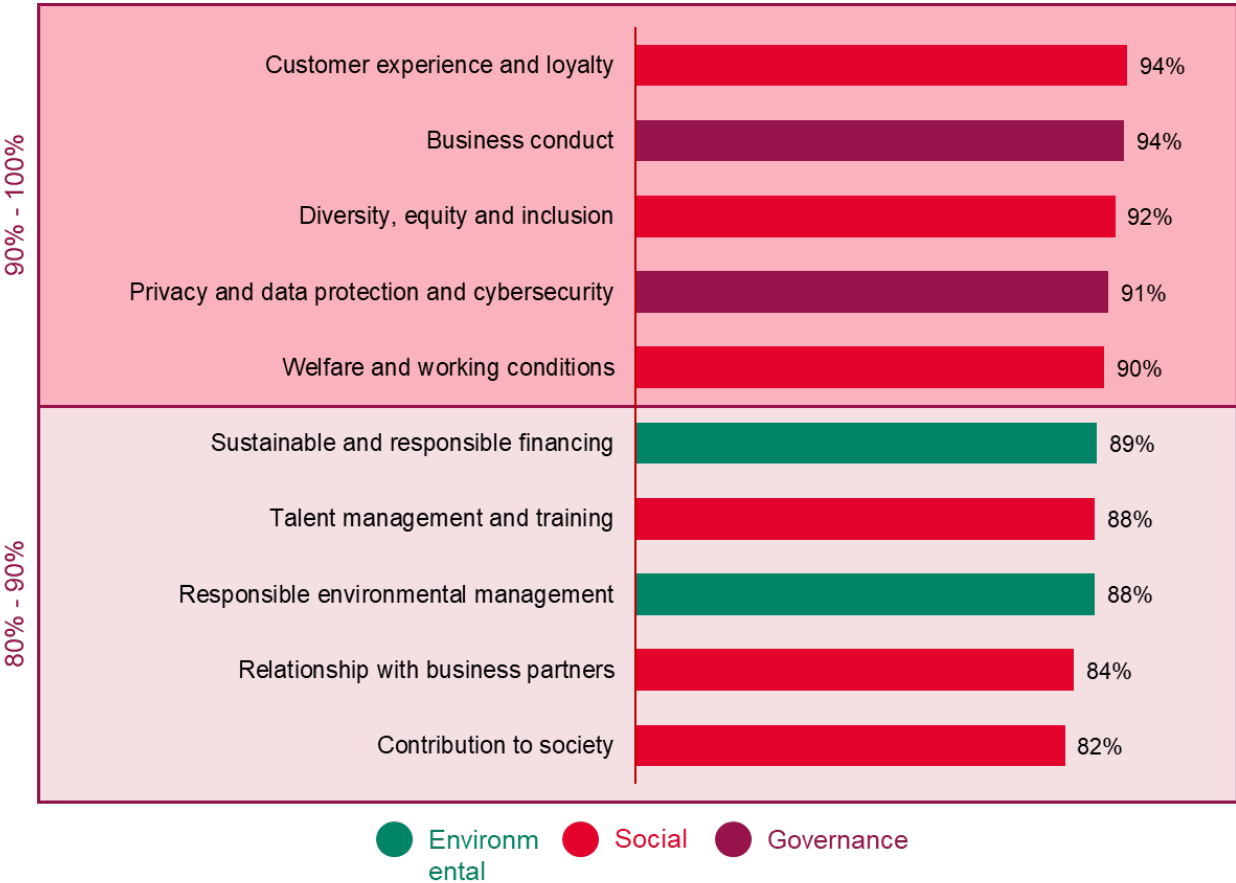 90% - 100%
Customer experience and loyalty 94%
Business conduct 94%
Diversity, equity and inclusion 92%
Privacy and data protection and cybersecurity 91%
Welfare and working conditions 90%
80% - 90%
Sustainable and responsible financing 89%
Talent management and training 88%
Responsible environmental management 88%
Relationship with business partners 84%
Contribution to society 82%
Environm
ental
Social
Governance